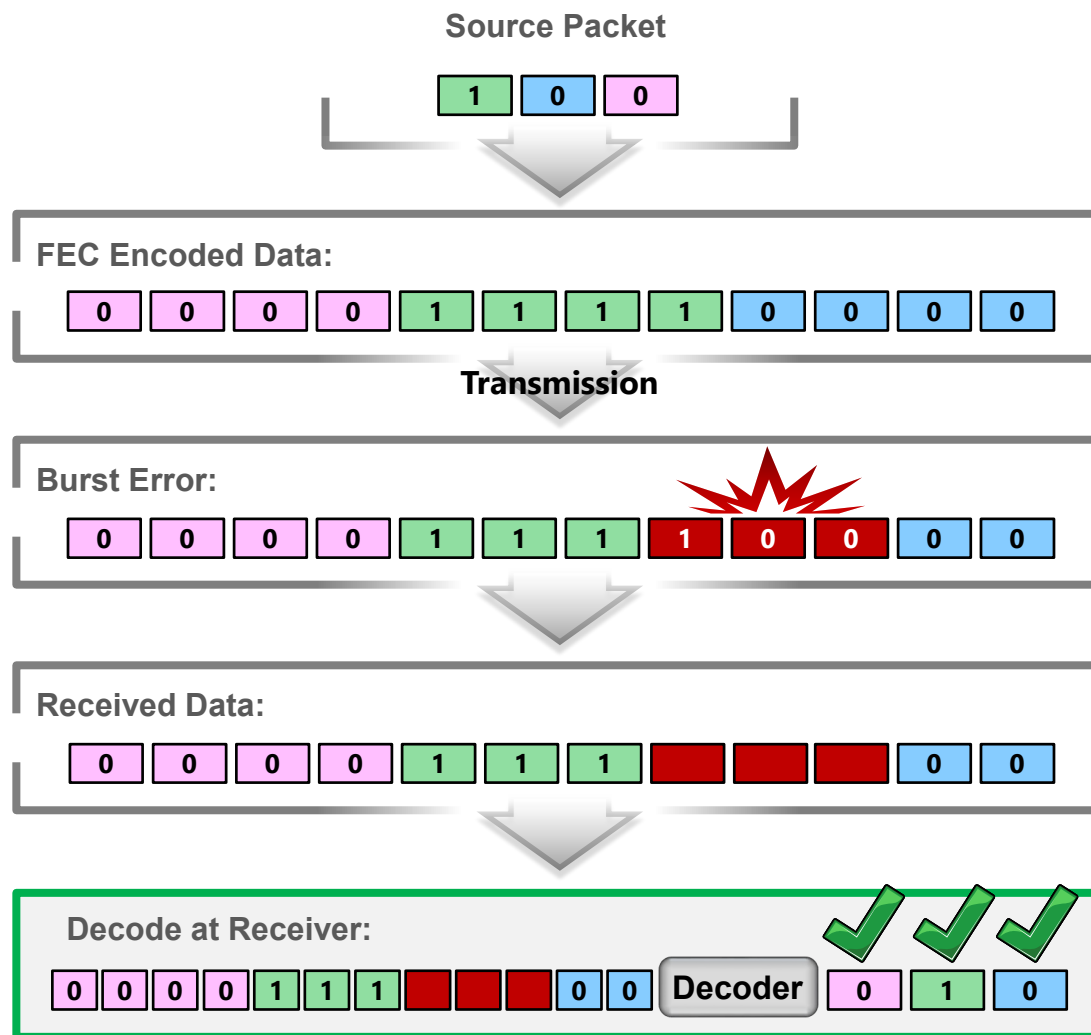 Source Packet
1 0 0
FEC Encoded Data:
0 0 0 0 1 1 1 1 0 0 0 0
Transmission
Burst Error:
0 0 0 0 1 1 1 1 0 0 0 0
Received Data:
0 0 0 0 1 1 1 0 0
Decode at Receiver:
0 0 0 0 1 1 1 0 0 Decoder 0 1 0